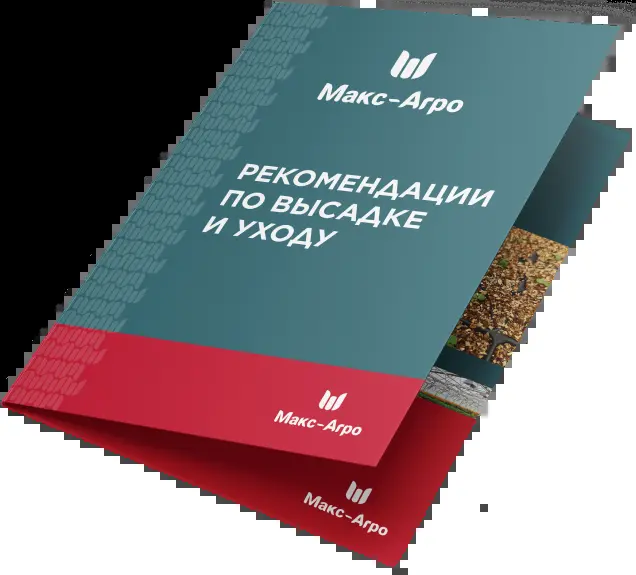 Макс-Агро
РЕКОМЕНДАЦИИ
ПО ВЫСАДКЕ
И УХОДУ
Макс-Агро
Макс-Агро